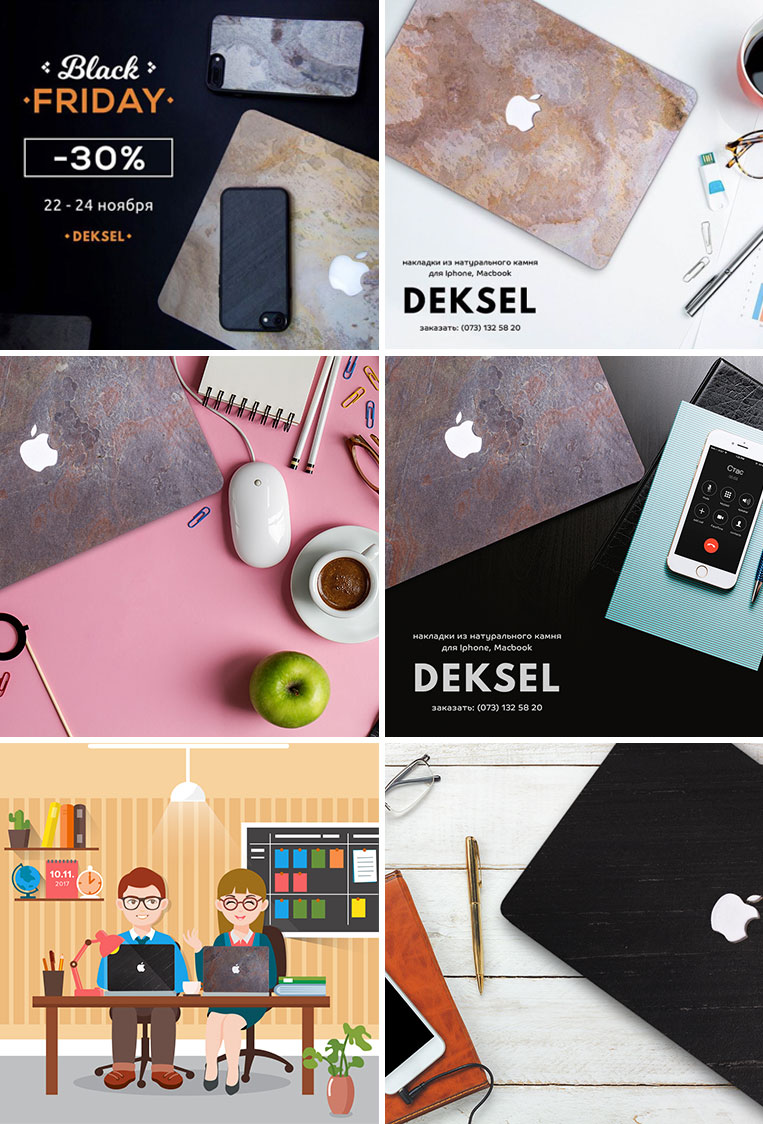 Black
FRIDAY
-30%
22 - 24 ноября
DEKSEL
накладки из натурального камня
для Iphone, Macbook
DEKSEL
заказать: (073) 132 58 20
Стас
накладки из натурального камня
для Iphone, Macbook
DEKSEL
заказать: (073) 132 58 20
10.11.
2017